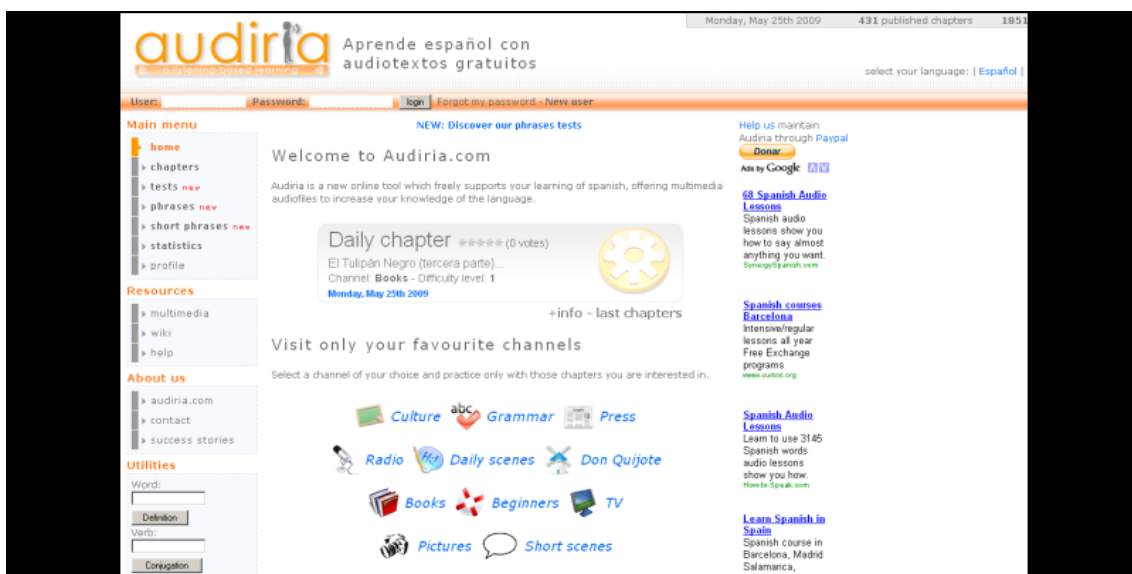 Monday, May 25th 2009 431 published chapters 1851
audiria
a listening-based learning
Aprende español con
audiotextos gratuitos
select your language: | Español |
User: Password: login Forgot my password - New user
Main menu
home
chapters
tests new
phrases new
short phrases new
statistics
profile
Resources
multimedia
wiki
help
About us
audiria.com
contact
success stories
Utilities
Word:
Definition
Verb:
Conjugation
NEW: Discover our phrases tests
Welcome to Audiria.com
Audiria is a new online tool which freely supports your learning of spanish, offering multimedia
audiofiles to increase your knowledge of the language.
Daily chapter (0 votes)
El Tulipán Negro (tercera parte)...
Channel: Books - Difficulty level: 1
Monday, May 25th 2009
+info - last chapters
Visit only your favourite channels
Select a channel of your choice and practice only with those chapters you are interested in.
Culture abc Grammar Press
Radio Hi! Daily scenes Don Quijote
Books Beginners TV
Pictures Short scenes
Help us maintain
Audiria through Paypal
Donar
Ads by Google
68 Spanish Audio
Lessons
Spanish audio
lessons show you
how to say almost
anything you want.
SynergySpanish.com
Spanish courses
Barcelona
Intensive/regular
lessons all year
Free Exchange
programs
Spanish Audio
Lessons
Learn to use 3145
Spanish words
audio lessons
show you how.
How-to-Speak.com
Learn Spanish in
Spain
Spanish course in
Barcelona, Madrid
Salamanca,